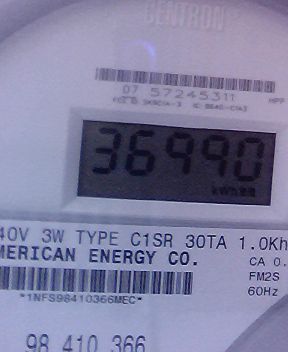 CENTRON
07 57245311
HPP
36990
kWh
40V 3W TYPE C1SR 30TA 1.0Kh
MERICAN ENERGY CO.
CA 0.
FM2S
60Hz
*1NFS98410366MEC*
98 410 366